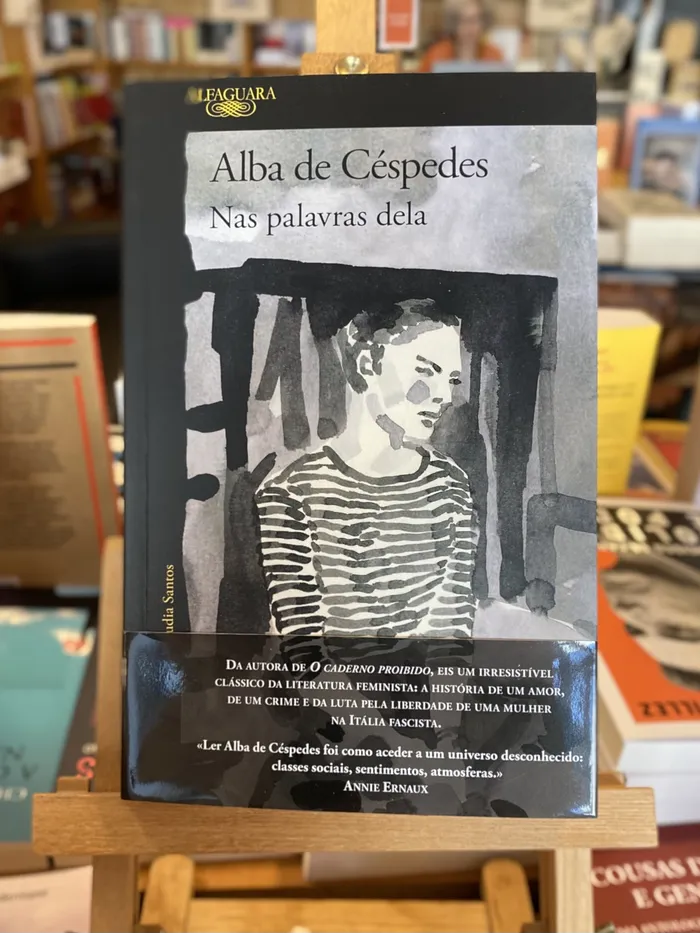 ALFAGUARA
Alba de Céspedes
Nas palavras dela
Santos
DA AUTORA DE O CADERNO PROIBIDO, EIS UM IRRESISTÍVEL
CLÁSSICO DA LITERATURA FEMINISTA: A HISTÓRIA DE UM AMOR,
DE UM CRIME E DA LUTA PELA LIBERDADE DE UMA MULHER
NA ITÁLIA FASCISTA.
«Ler Alba de Céspedes foi como aceder a um universo desconhecido:
classes sociais, sentimentos, atmosferas.»
ANNIE ERNAUX
COUSAS
E